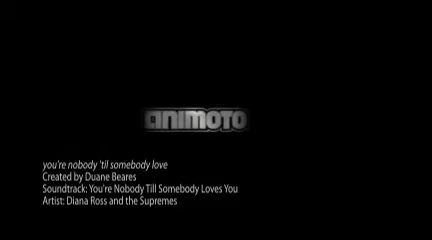 animoto
you're nobody 'til somebody love
Created by Duane Beares
Soundtrack: You're Nobody Till Somebody Loves You
Artist: Diana Ross and the Supremes